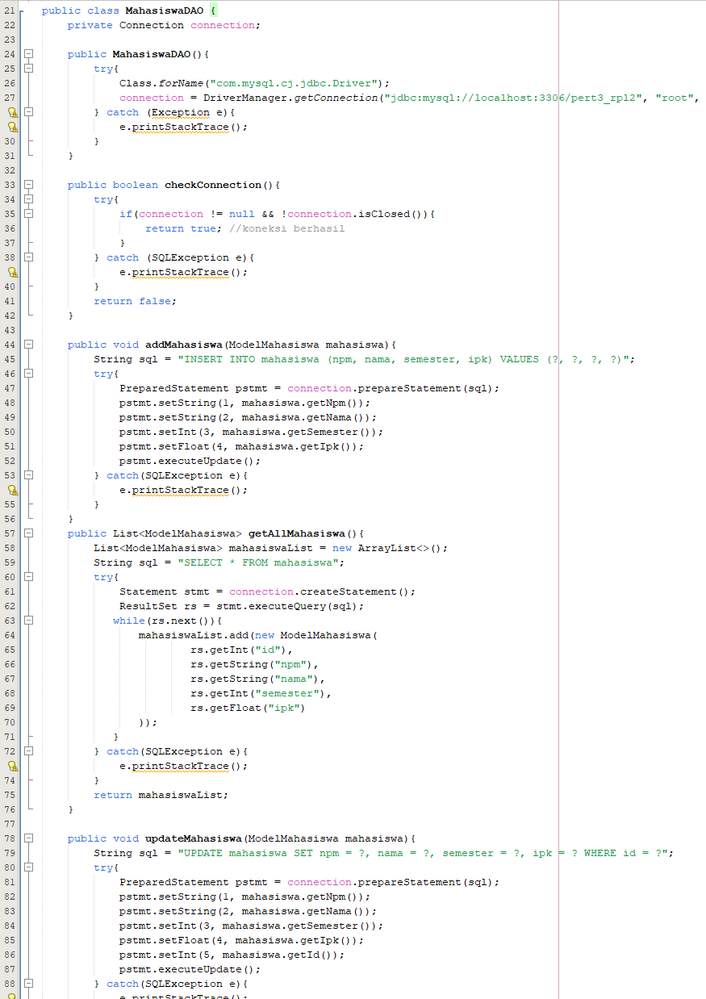 21 public class MahasiswaDAO {
22     private Connection connection;
23
24     public MahasiswaDAO(){
25         try{
26             Class.forName("com.mysql.cj.jdbc.Driver");
27             connection = DriverManager.getConnection("jdbc:mysql://localhost:3306/pert3_rpl2", "root",
        } catch (Exception e){
            e.printStackTrace();
30         }
31     }
32
33     public boolean checkConnection(){
34         try{
35             if(connection != null && !connection.isClosed()){
36                 return true; //koneksi berhasil
37             }
38         } catch (SQLException e){
            e.printStackTrace();
40         }
41         return false;
42     }
43
44     public void addMahasiswa(ModelMahasiswa mahasiswa){
45         String sql = "INSERT INTO mahasiswa (npm, nama, semester, ipk) VALUES (?, ?, ?, ?)";
46         try{
47             PreparedStatement pstmt = connection.prepareStatement(sql);
48             pstmt.setString(1, mahasiswa.getNpm());
49             pstmt.setString(2, mahasiswa.getNama());
50             pstmt.setInt(3, mahasiswa.getSemester());
51             pstmt.setFloat(4, mahasiswa.getIpk());
52             pstmt.executeUpdate();
53         } catch(SQLException e){
            e.printStackTrace();
55         }
56     }
57     public List<ModelMahasiswa> getAllMahasiswa(){
58         List<ModelMahasiswa> mahasiswaList = new ArrayList<>();
59         String sql = "SELECT * FROM mahasiswa";
60         try{
61             Statement stmt = connection.createStatement();
62             ResultSet rs = stmt.executeQuery(sql);
63            while(rs.next()){
64                mahasiswaList.add(new ModelMahasiswa(
65                        rs.getInt("id"),
66                        rs.getString("npm"),
67                        rs.getString("nama"),
68                        rs.getInt("semester"),
69                        rs.getFloat("ipk")
70                ));
71            }
72         } catch(SQLException e){
            e.printStackTrace();
74         }
75         return mahasiswaList;
76     }
77
78     public void updateMahasiswa(ModelMahasiswa mahasiswa){
79         String sql = "UPDATE mahasiswa SET npm = ?, nama = ?, semester = ?, ipk = ? WHERE id = ?";
80         try{
81             PreparedStatement pstmt = connection.prepareStatement(sql);
82             pstmt.setString(1, mahasiswa.getNpm());
83             pstmt.setString(2, mahasiswa.getNama());
84             pstmt.setInt(3, mahasiswa.getSemester());
85             pstmt.setFloat(4, mahasiswa.getIpk());
86             pstmt.setInt(5, mahasiswa.getId());
87             pstmt.executeUpdate();
88         } catch(SQLException e){
            e.printStackTrace();